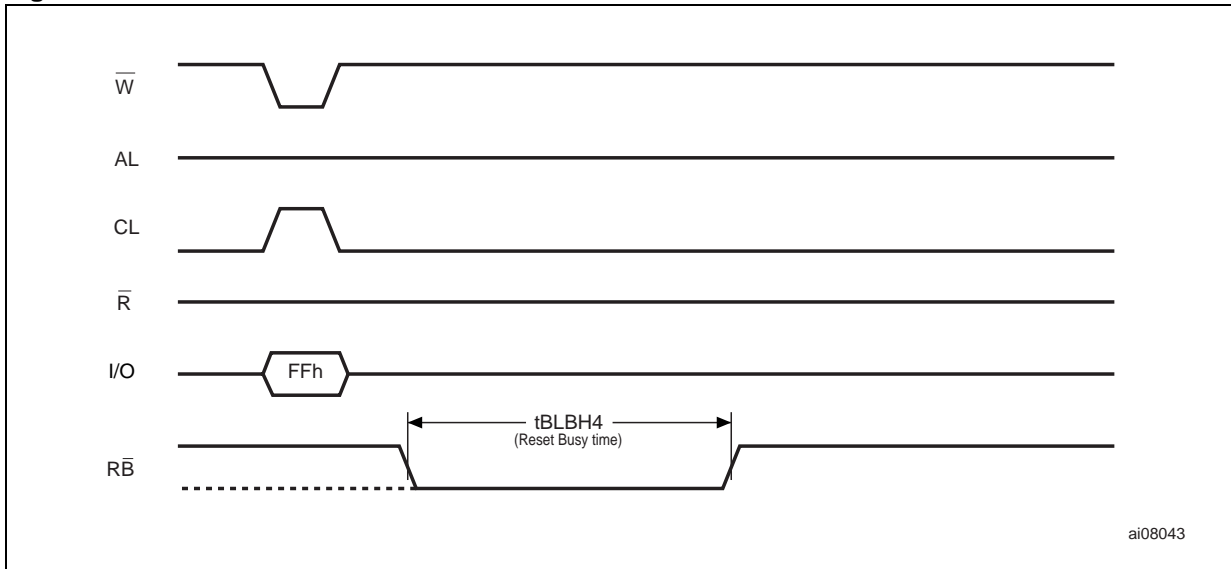 W̅
AL
CL
R̅
I/O
FFh
tBLBH4
(Reset Busy time)
RB̅
ai08043